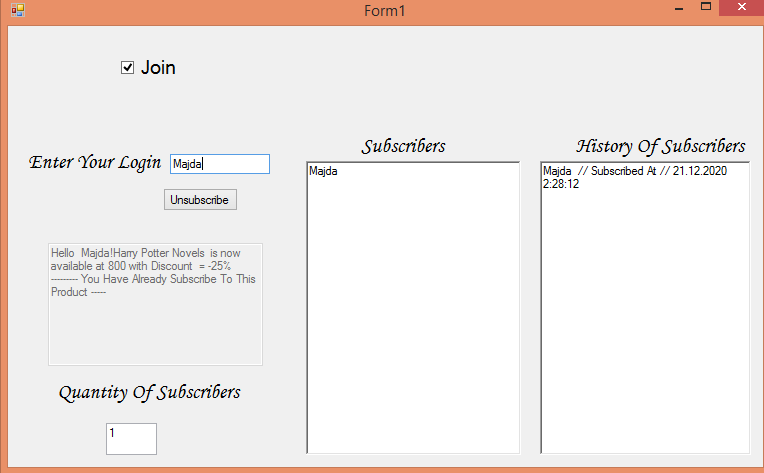 Form1
Join
Enter Your Login
Majda
Unsubscribe
Hello  Majda!Harry Potter Novels  is now
available at 800 with Discount  = -25%
--------- You Have Already Subscribe To This
Product -----
Quantity Of Subscribers
1
Subscribers
Majda
History Of Subscribers
Majda  // Subscribed At // 21.12.2020
2:28:12